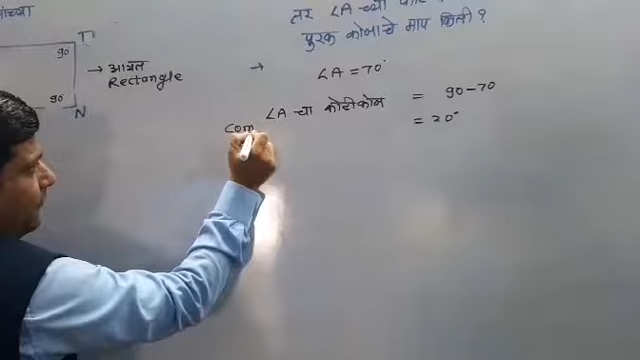 तर ∠A च्या
पुरक कोनाचे माप किती?
T
90
→ आयत
Rectangle
90
N
→ ∠A = 70°
∠A चा कोटीकोन = 90-70
= 20°
Com